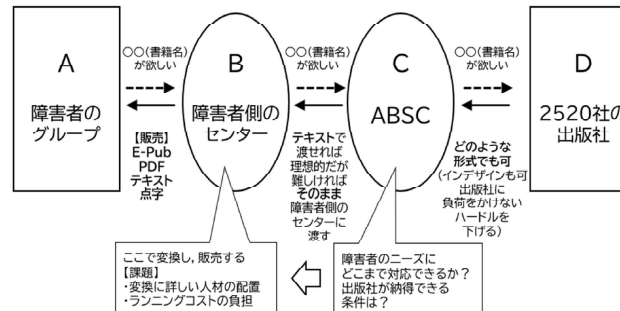 A
障害者の
グループ
○○(書籍名)
が欲しい
【販売】
E-Pub
PDF
テキスト
点字
B
障害者側の
センター
○○(書籍名)
が欲しい
テキストで
渡せれば
理想的だが
難しければ
そのまま
障害者側の
センターに
渡す
C
ABSC
○○(書籍名)
が欲しい
どのような
形式でも可
(インデザインも可
出版社に
負荷をかけない
ハードルを
下げる)
D
2520社の
出版社
ここで変換し,販売する
【課題】
・変換に詳しい人材の配置
・ランニングコストの負担
障害者のニーズに
どこまで対応できるか?
出版社が納得できる
条件は?